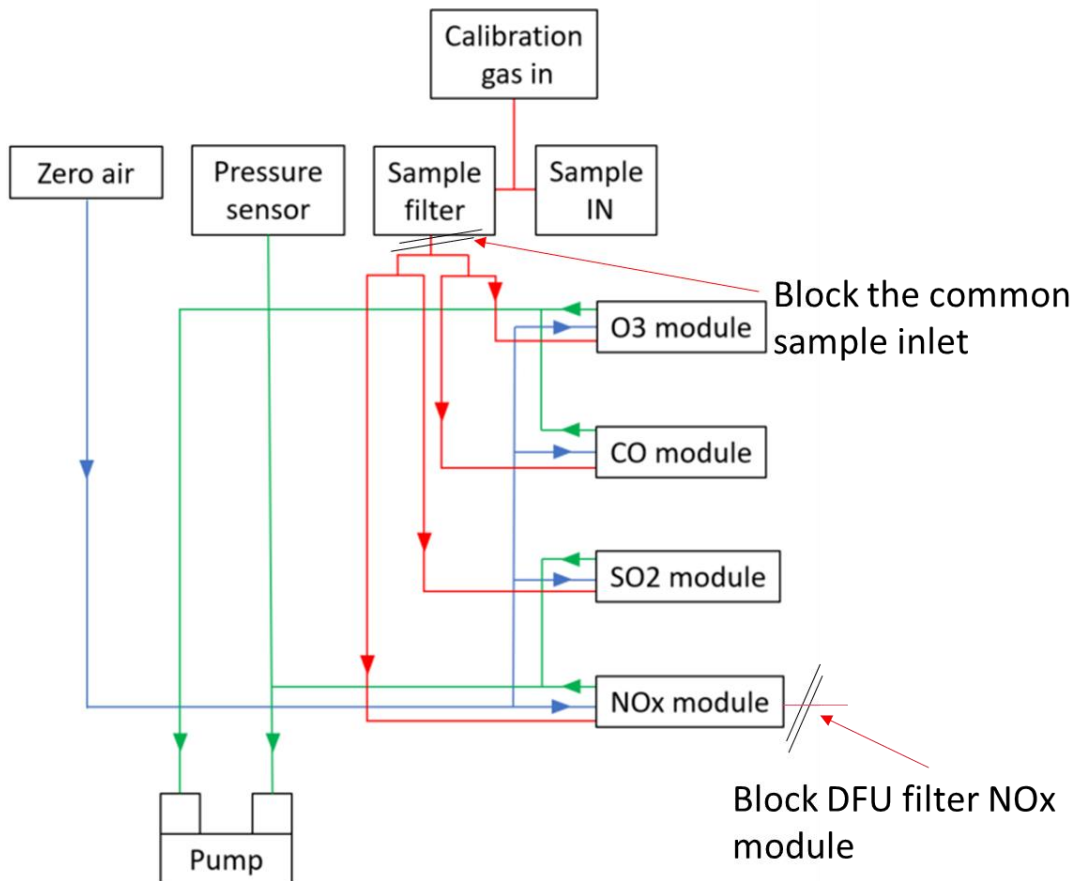 Calibration
gas in
Zero air
Pressure
sensor
Sample
filter
Sample
IN
Block the common
sample inlet
O3 module
CO module
SO2 module
NOx module
Block DFU filter NOx
module
Pump